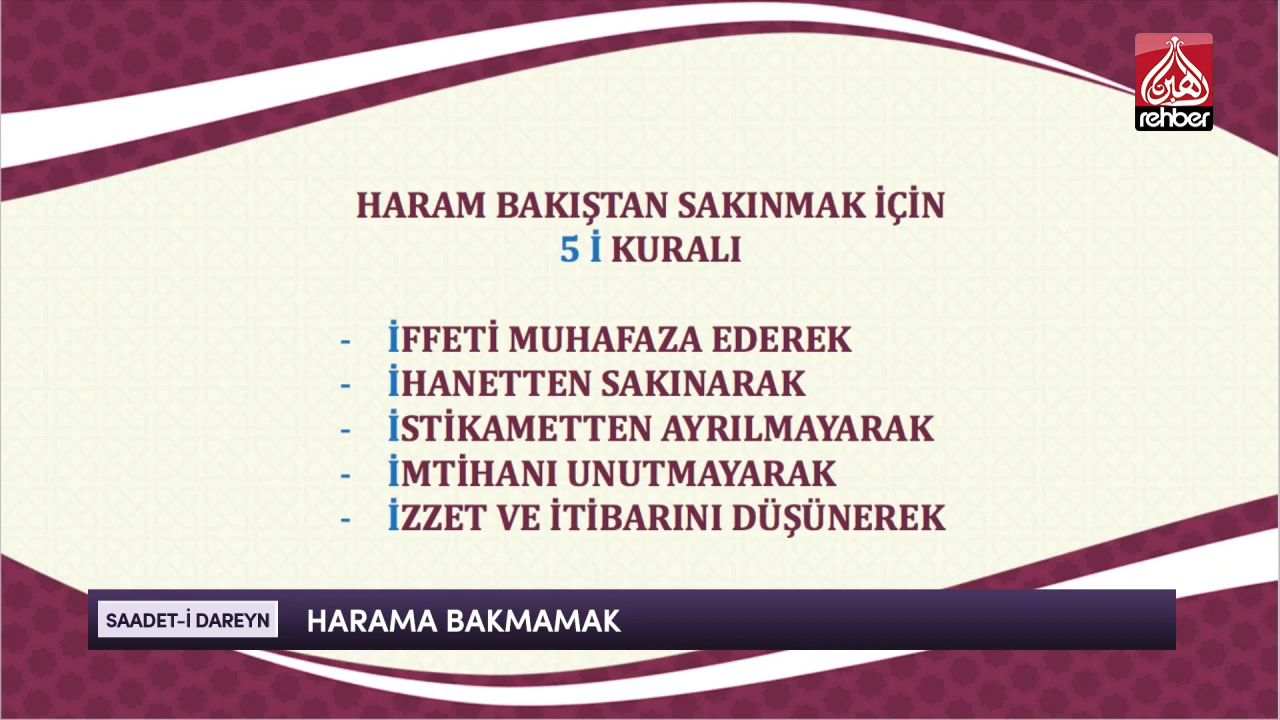 رهبر
rehber
HARAM BAKIŞTAN SAKINMAK İÇİN
5 İ KURALI
- İFFETİ MUHAFAZA EDEREK
- İHANETTEN SAKINARAK
- İSTİKAMETTEN AYRILMAYARAK
- İMTİHANI UNUTMAYARAK
- İZZET VE İTİBARINI DÜŞÜNEREK
SAADET-İ DAREYN
HARAMA BAKMAMAK